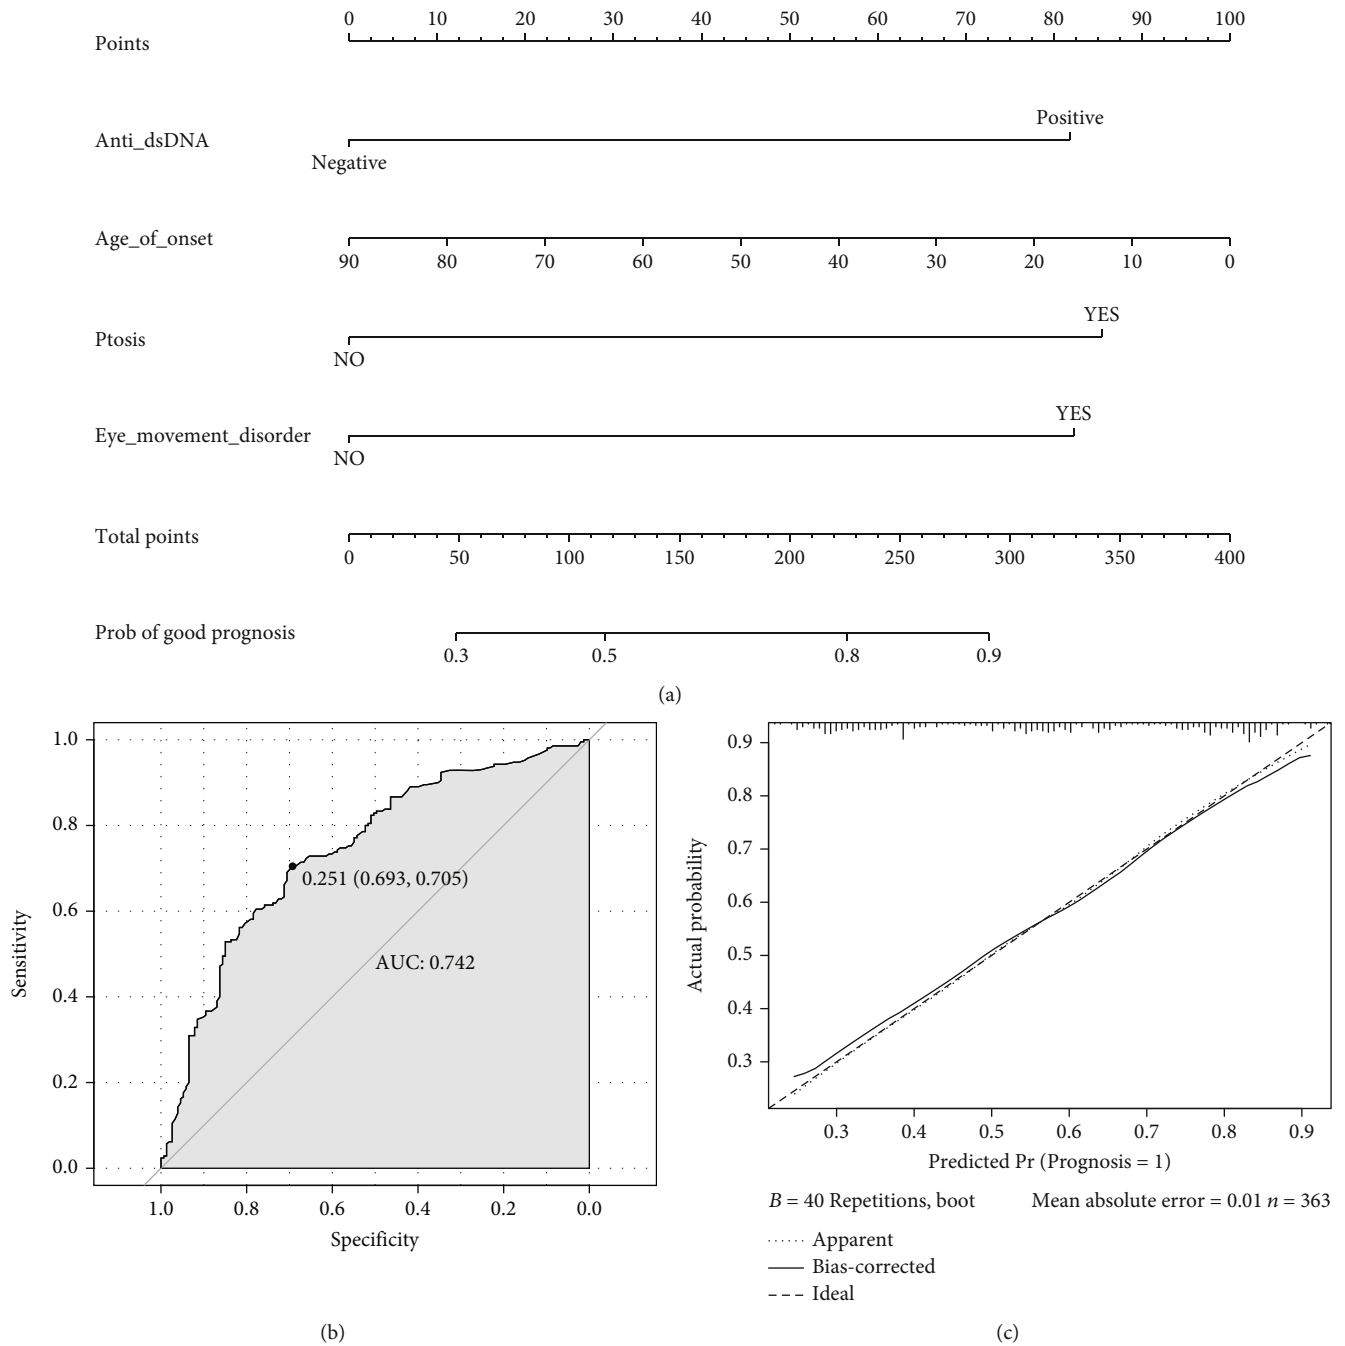 0 10 20 30 40 50 60 70 80 90 100
Points
Positive
Anti_dsDNA
Negative
Age_of_onset
90 80 70 60 50 40 30 20 10 0
YES
Ptosis
NO
YES
Eye_movement_disorder
NO
Total points
0 50 100 150 200 250 300 350 400
Prob of good prognosis
0.3 0.5 0.8 0.9
(a)
1.0
0.8
0.6
0.4
0.2
0.0
Sensitivity
0.251 (0.693, 0.705)
AUC: 0.742
1.0 0.8 0.6 0.4 0.2 0.0
Specificity
(b)
0.9
0.8
0.7
0.6
0.5
0.4
0.3
Actual probability
0.3 0.4 0.5 0.6 0.7 0.8 0.9
Predicted Pr (Prognosis = 1)
B = 40 Repetitions, boot Mean absolute error = 0.01 n = 363
Apparent
Bias-corrected
Ideal
(c)